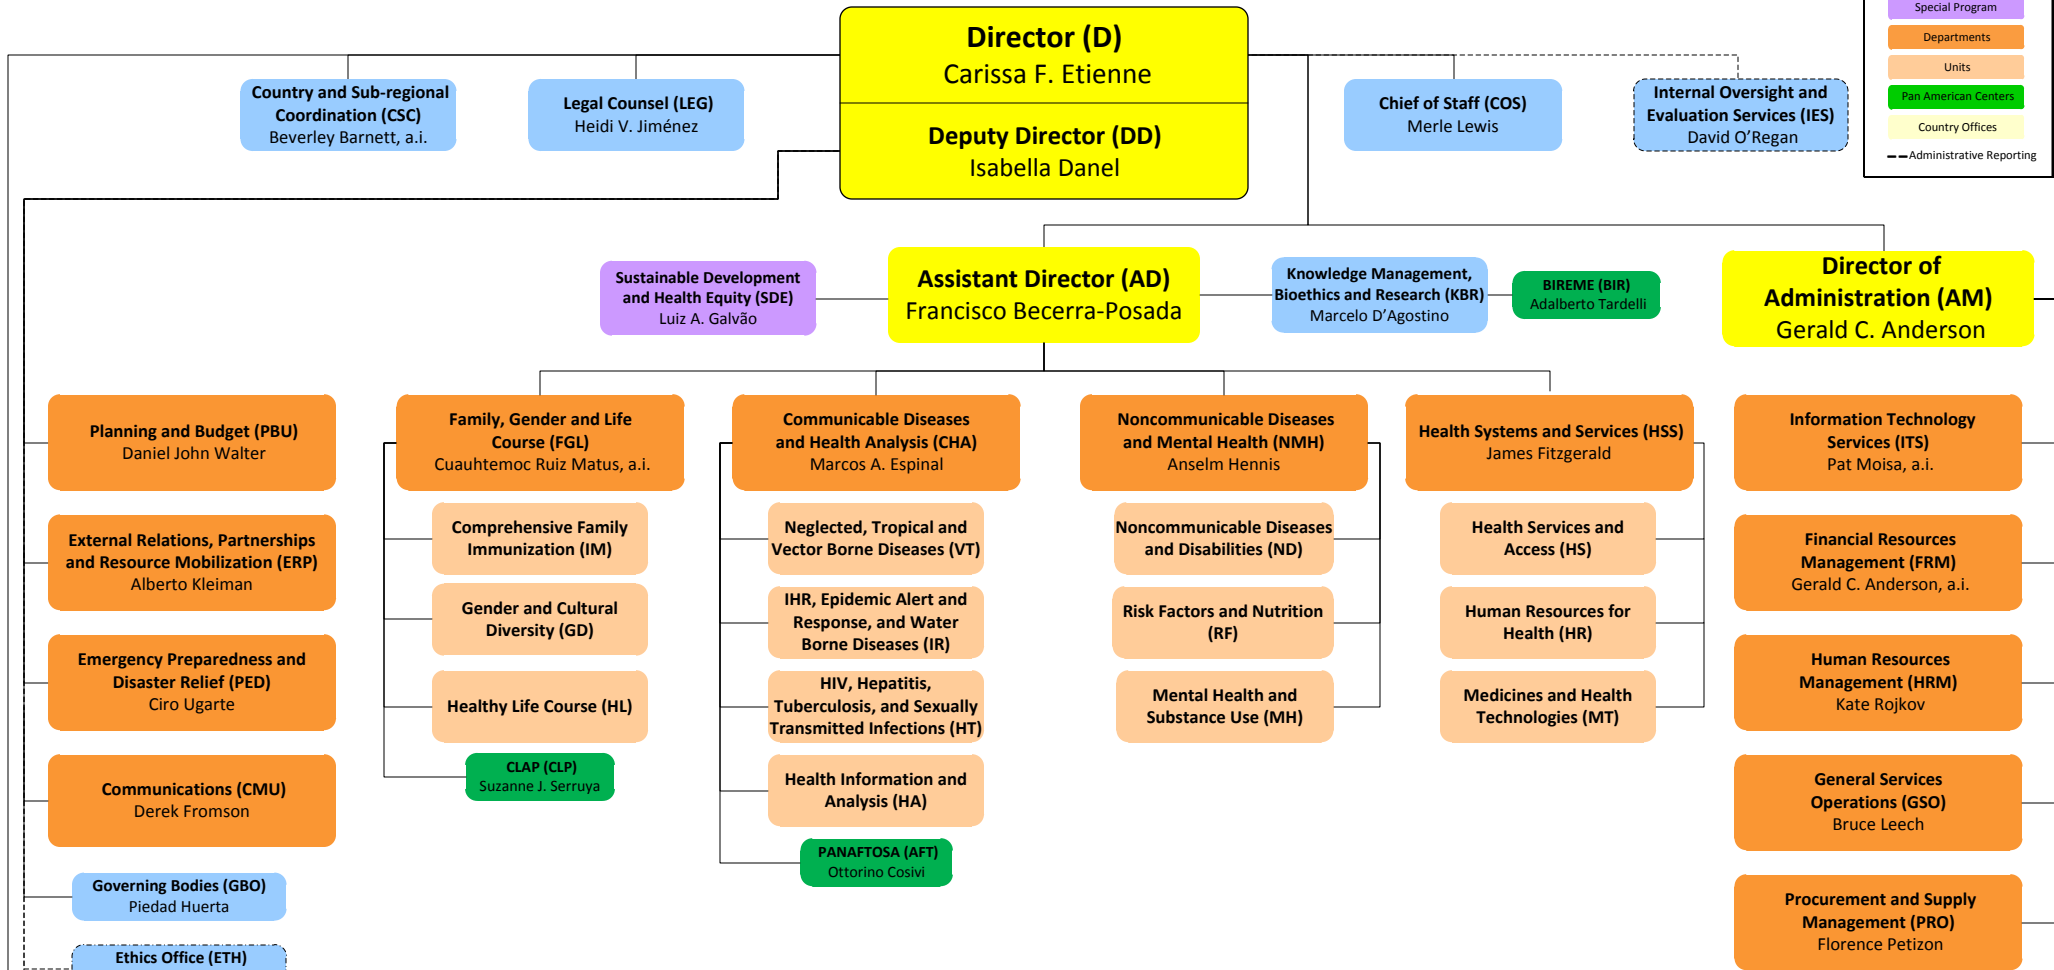 Director (D)
Carissa F. Etienne
Deputy Director (DD)
Isabella Danel
Country and Sub-regional
Coordination (CSC)
Beverley Barnett, a.i.
Legal Counsel (LEG)
Heidi V. Jiménez
Chief of Staff (COS)
Merle Lewis
Internal Oversight and
Evaluation Services (IES)
David O’Regan
Special Program
Departments
Units
Pan American Centers
Country Offices
Administrative Reporting
Sustainable Development
and Health Equity (SDE)
Luiz A. Galvão
Assistant Director (AD)
Francisco Becerra-Posada
Knowledge Management,
Bioethics and Research (KBR)
Marcelo D’Agostino
BIREME (BIR)
Adalberto Tardelli
Director of
Administration (AM)
Gerald C. Anderson
Planning and Budget (PBU)
Daniel John Walter
External Relations, Partnerships
and Resource Mobilization (ERP)
Alberto Kleiman
Emergency Preparedness and
Disaster Relief (PED)
Ciro Ugarte
Communications (CMU)
Derek Fromson
Governing Bodies (GBO)
Piedad Huerta
Ethics Office (ETH)
Family, Gender and Life
Course (FGL)
Cuauhtemoc Ruiz Matus, a.i.
Comprehensive Family
Immunization (IM)
Gender and Cultural
Diversity (GD)
Healthy Life Course (HL)
CLAP (CLP)
Suzanne J. Serruya
Communicable Diseases
and Health Analysis (CHA)
Marcos A. Espinal
Neglected, Tropical and
Vector Borne Diseases (VT)
IHR, Epidemic Alert and
Response, and Water
Borne Diseases (IR)
HIV, Hepatitis,
Tuberculosis, and Sexually
Transmitted Infections (HT)
Health Information and
Analysis (HA)
PANAFTOSA (AFT)
Ottorino Cosivi
Noncommunicable Diseases
and Mental Health (NMH)
Anselm Hennis
Noncommunicable Diseases
and Disabilities (ND)
Risk Factors and Nutrition
(RF)
Mental Health and
Substance Use (MH)
Health Systems and Services (HSS)
James Fitzgerald
Health Services and
Access (HS)
Human Resources for
Health (HR)
Medicines and Health
Technologies (MT)
Information Technology
Services (ITS)
Pat Moisa, a.i.
Financial Resources
Management (FRM)
Gerald C. Anderson, a.i.
Human Resources
Management (HRM)
Kate Rojkov
General Services
Operations (GSO)
Bruce Leech
Procurement and Supply
Management (PRO)
Florence Petizon